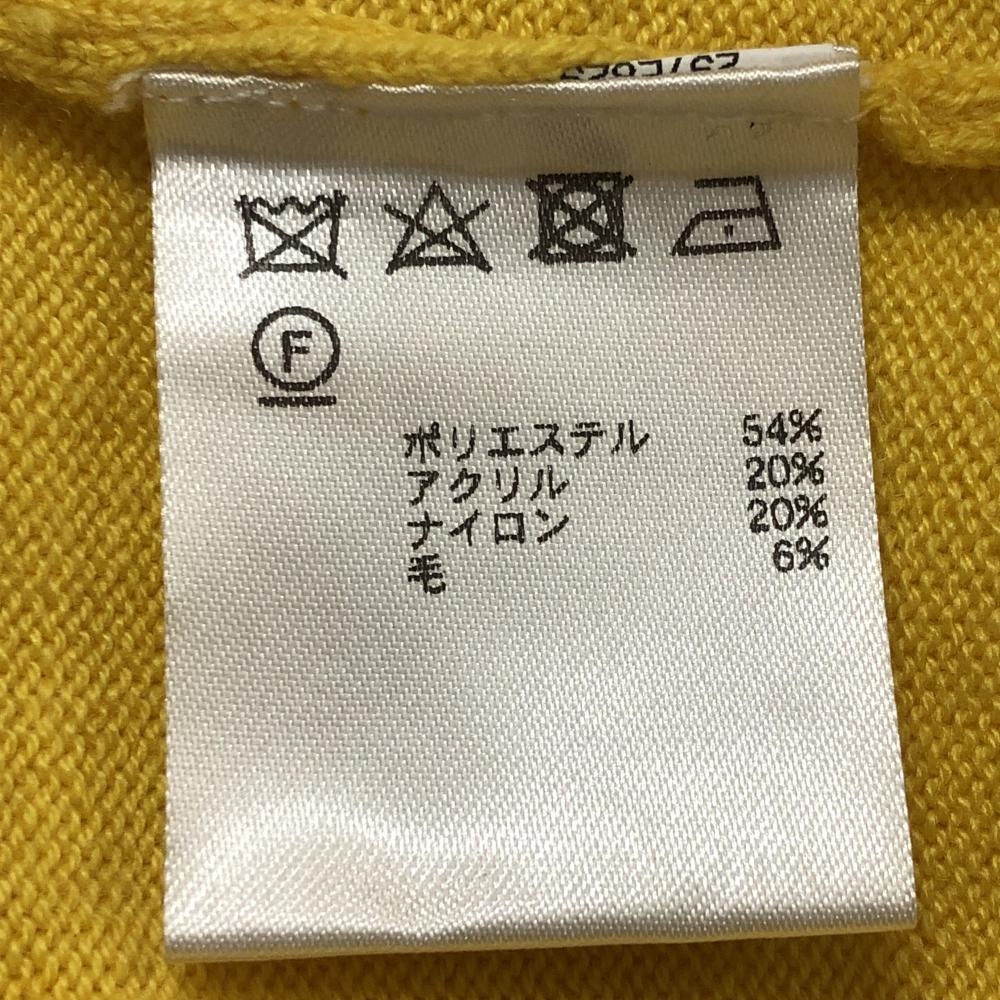 F
ポリエステル 54%
アクリル 20%
ナイロン 20%
毛 6%